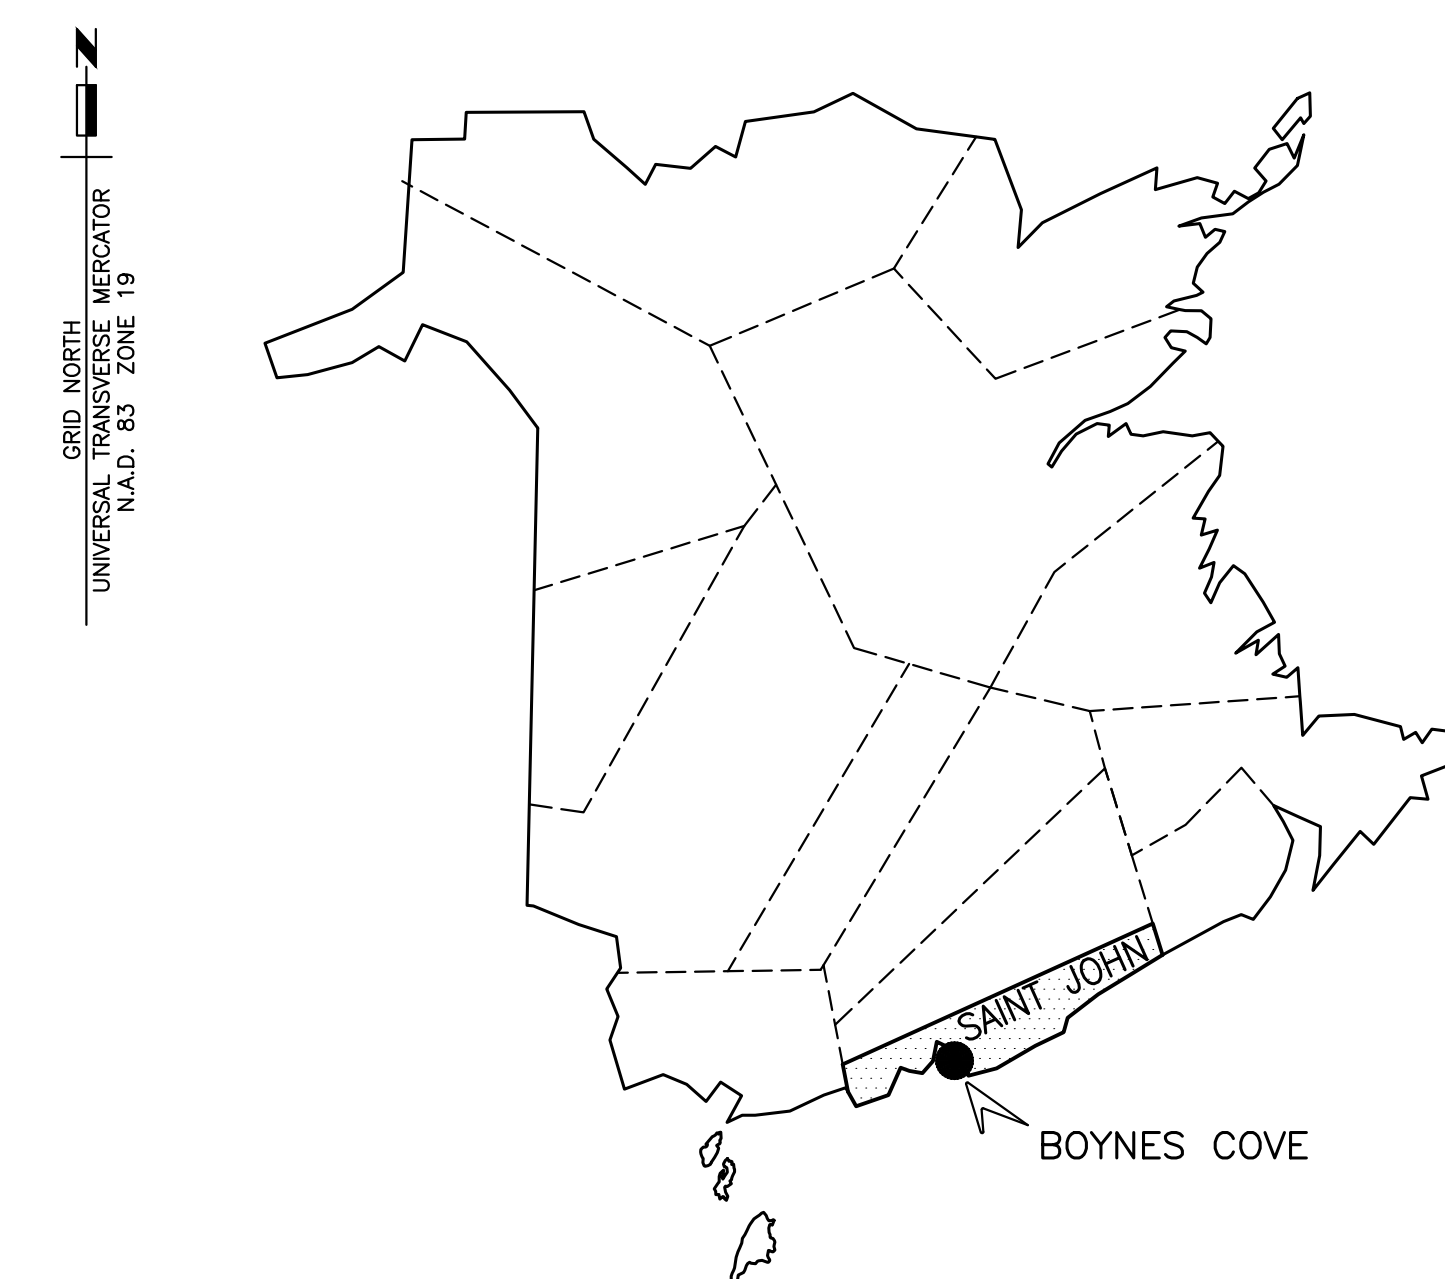 N
GRID NORTH
UNIVERSAL TRANSVERSE MERCATOR
N.A.D. 83 ZONE 19
SAINT JOHN
BOYNES COVE